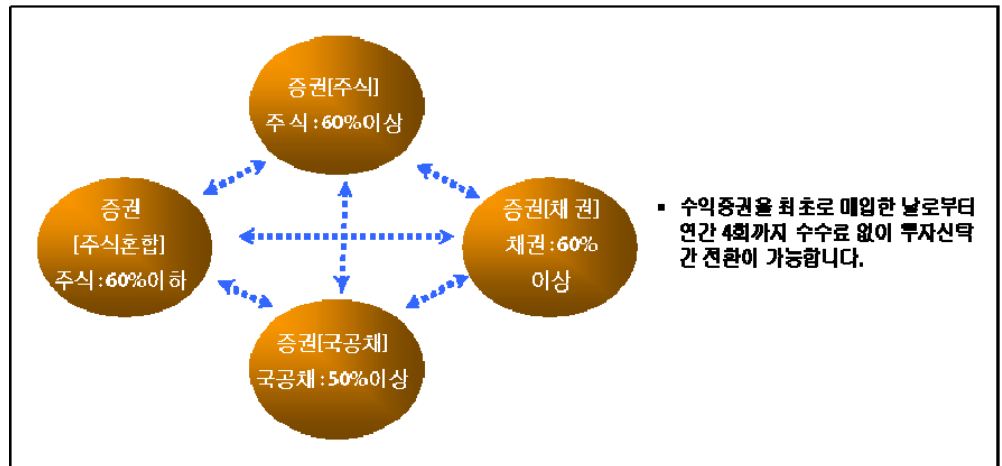 증권[주식]
주식:60%이상
증권
[주식혼합]
주식:60%이하
증권[채권]
채권:60%
이상
증권[국공채]
국공채:50%이상
▪ 수익증권을 최초로 매입한 날로부터
연간 4회까지 수수료 없이 투자신탁
간 전환이 가능합니다.